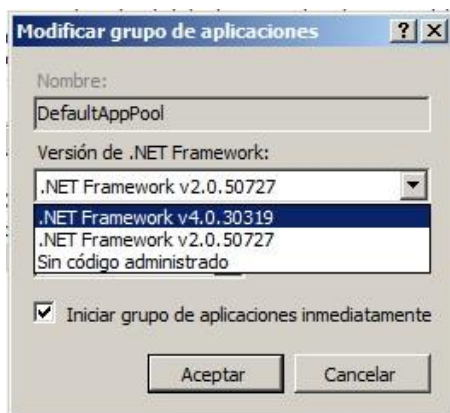 Modificar grupo de aplicaciones
Nombre:
DefaultAppPool
Versión de .NET Framework:
.NET Framework v2.0.50727
.NET Framework v4.0.30319
.NET Framework v2.0.50727
Sin código administrado
Iniciar grupo de aplicaciones inmediatamente
Aceptar Cancelar